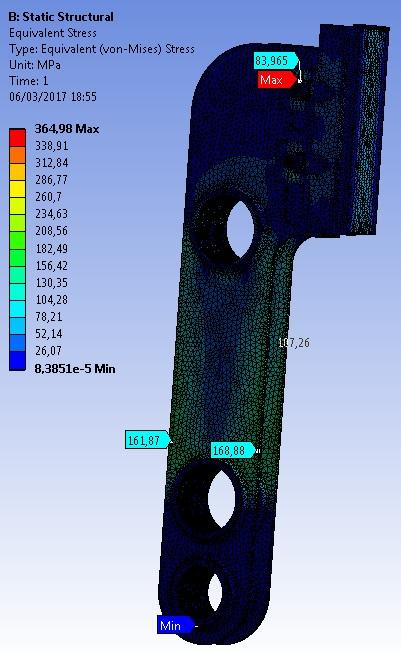 B: Static Structural
Equivalent Stress
Type: Equivalent (von-Mises) Stress
Unit: MPa
Time: 1
06/03/2017 18:55
364,98 Max
338,91
312,84
286,77
260,7
234,63
208,56
182,49
156,42
130,35
104,28
78,21
52,14
26,07
8,3851e-5 Min
83,965
Max
161,87
168,88
Min